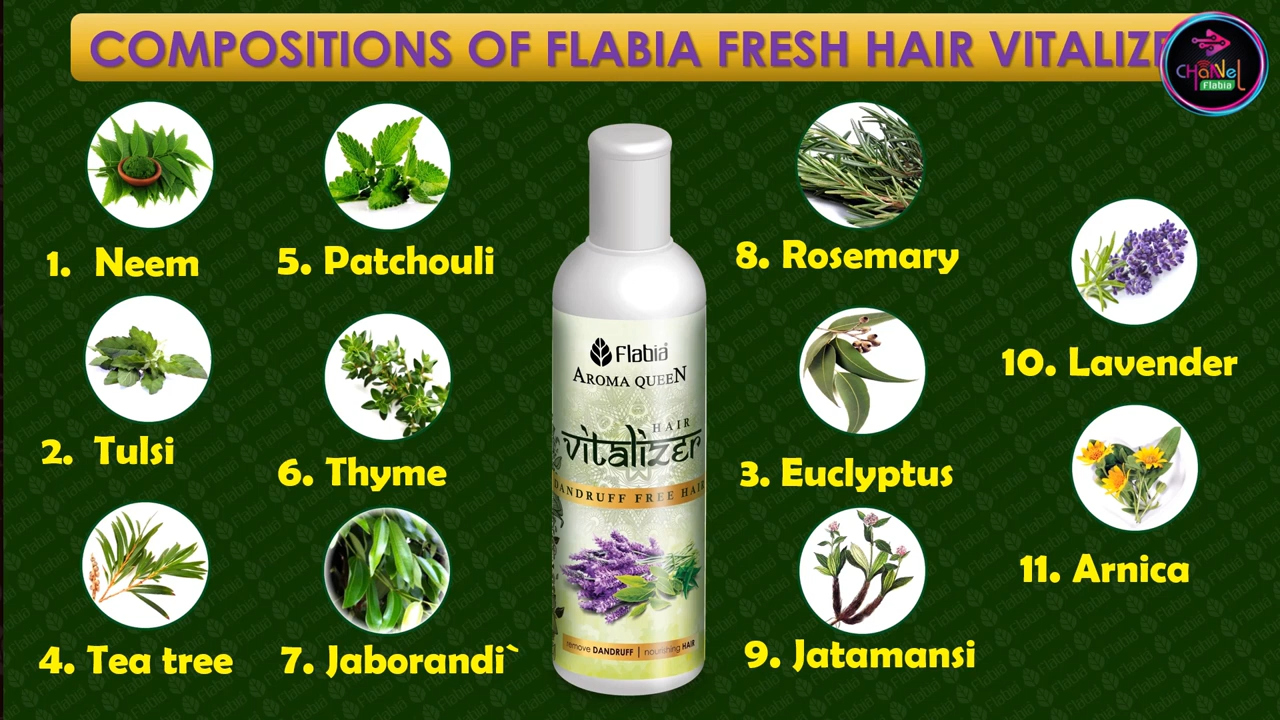 COMPOSITIONS OF FLABIA FRESH HAIR VITALIZE
CHaNNel
Flabia
1. Neem
5. Patchouli
8. Rosemary
2. Tulsi
6. Thyme
3. Euclyptus
10. Lavender
4. Tea tree
7. Jaborandi`
9. Jatamansi
11. Arnica
Flabia
AROMA QUEEN
HAIR
vitalizer
DANDRUFF FREE HAIR
remove DANDRUFF | nourishing HAIR